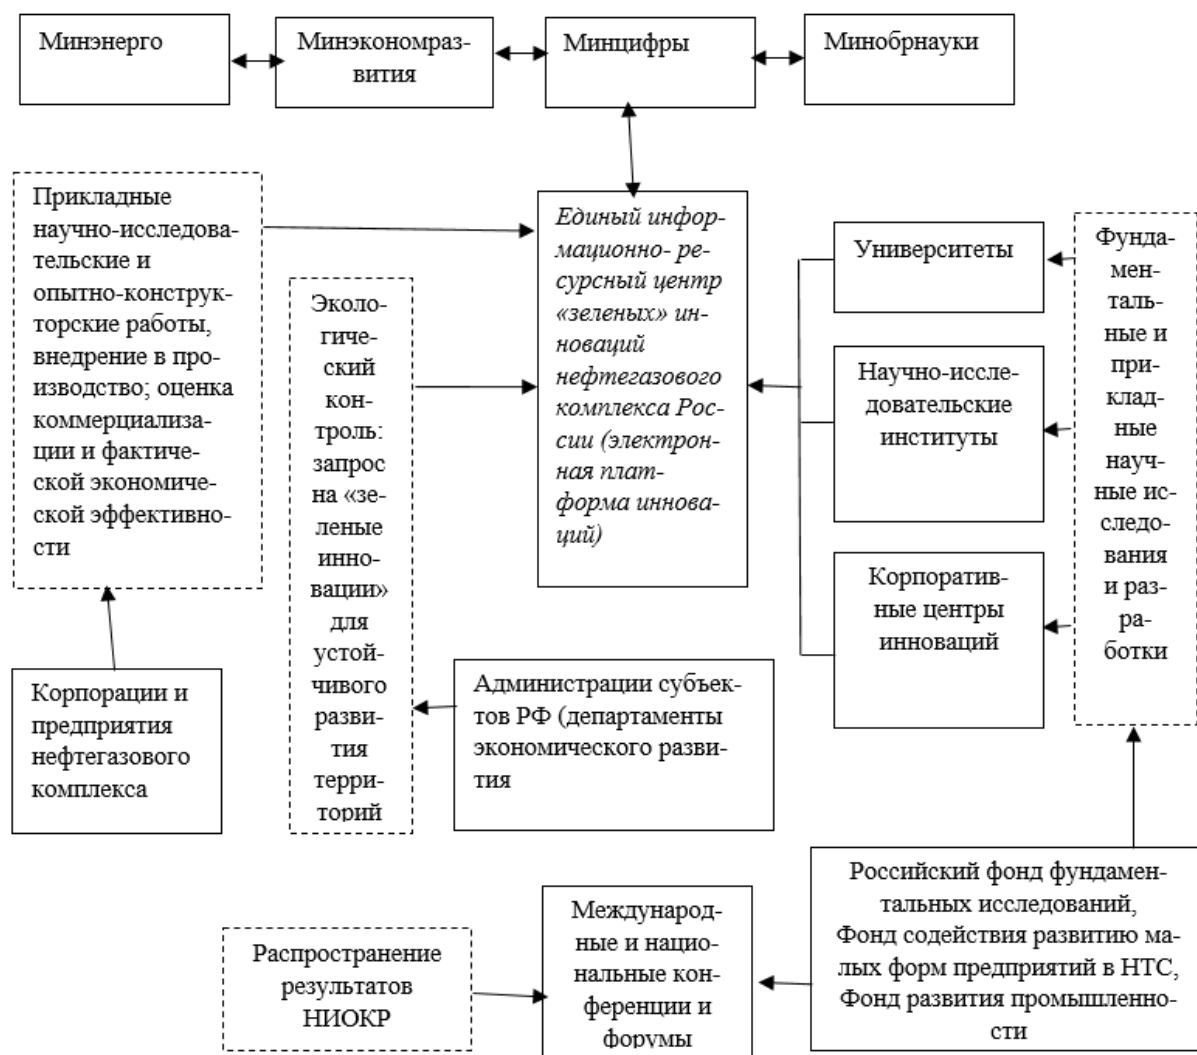 Минэнерго
Минэкономраз-
вития
Минцифры
Минобрнауки
Прикладные
научно-исследова-
тельские и
опытно-конструк-
торские работы,
внедрение в про-
изводство; оценка
коммерциализа-
ции и фактиче-
ской экономиче-
ской эффективно-
сти
Эколо-
гиче-
ский
кон-
троль:
запрос
на «зе-
леные
инно-
вации»
для
устой-
чивого
разви-
тия
терри-
торий
Единый инфор-
мационно- ре-
сурсный центр
«зеленых» ин-
новаций
нефтегазового
комплекса Рос-
сии (электрон-
ная плат-
форма иннова-
ций)
Университеты
Научно-иссле-
довательские
институты
Корпоратив-
ные центры
инноваций
Фунда-
мен-
таль-
ные и
при-
клад-
ные
науч-
ные ис-
следо-
вания
и раз-
ра-
ботки
Корпорации и
предприятия
нефтегазового
комплекса
Администрации субъек-
тов РФ (департаменты
экономического разви-
тия
Распространение
результатов
НИОКР
Международ-
ные и нацио-
нальные кон-
ференции и
форумы
Российский фонд фундамен-
тальных исследований,
Фонд содействия развитию ма-
лых форм предприятий в НТС,
Фонд развития промышленно-
сти